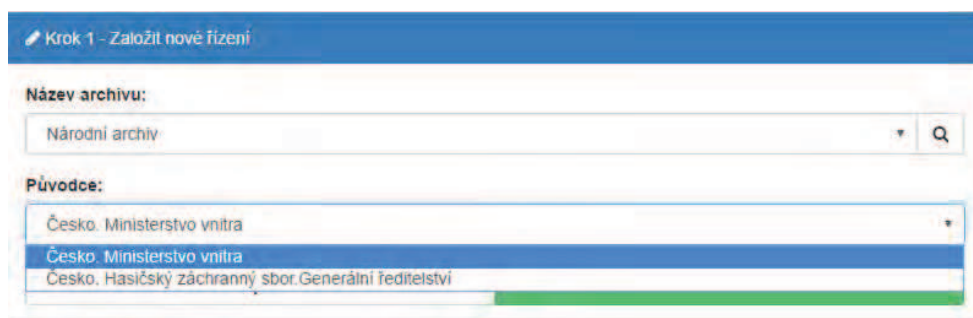 Krok 1 - Založit nové řízení
Název archivu:
Národní archiv
Původce:
Česko. Ministerstvo vnitra
Česko. Ministerstvo vnitra
Česko. Hasičský záchranný sbor.Generální ředitelství